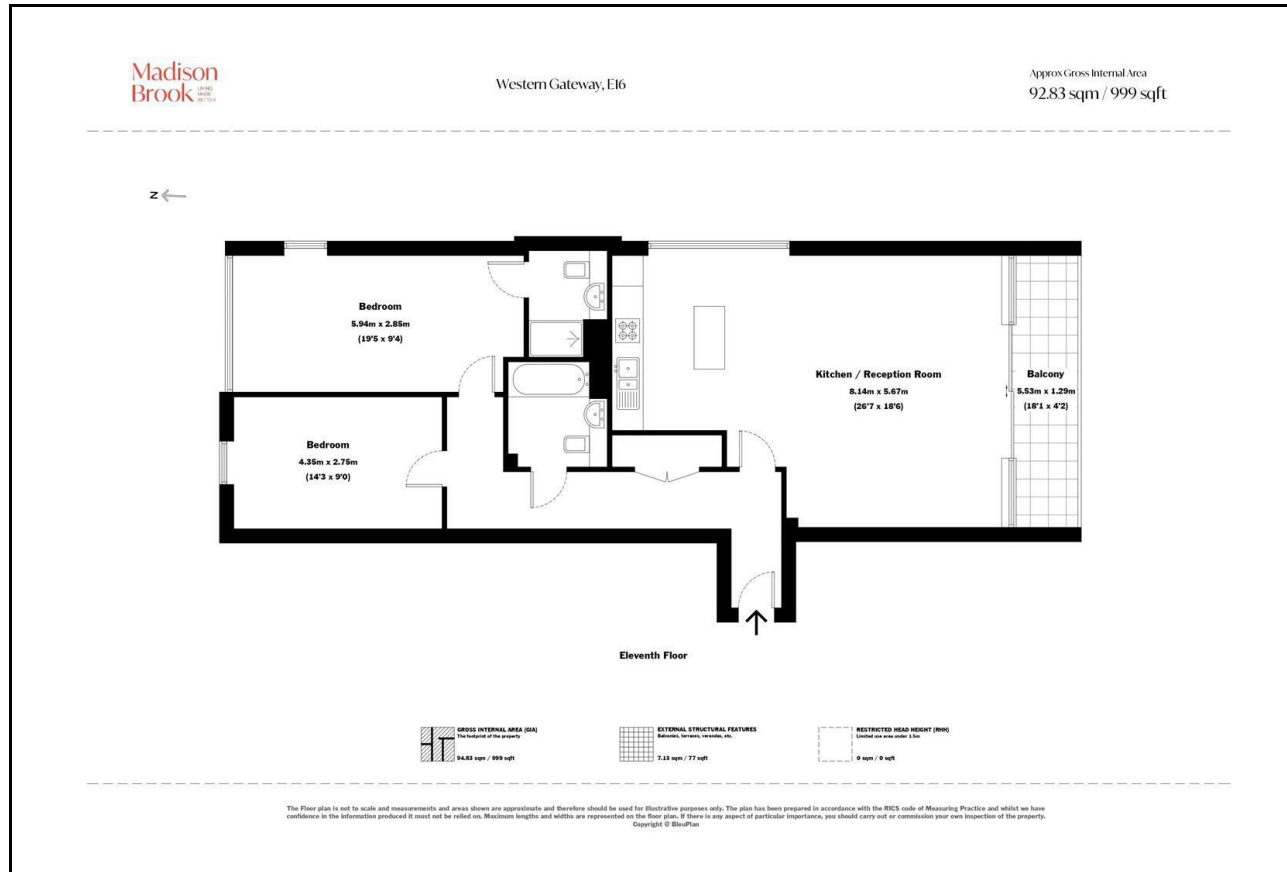 Madison
Brook LIVING
MADE
BETTER
Western Gateway, E16
Approx Gross Internal Area
92.83 sqm / 999 sqft
N
Bedroom
5.94m x 2.85m
(19'5 x 9'4)
Kitchen / Reception Room
8.14m x 5.67m
(26'7 x 18'6)
Balcony
5.53m x 1.29m
(18'1 x 4'2)
Bedroom
4.35m x 2.75m
(14'3 x 9'0)
Eleventh Floor
GROSS INTERNAL AREA (GIA)
The footprint of the property
94.83 sqm / 999 sqft
EXTERNAL STRUCTURAL FEATURES
Balconies, terraces, verandas, etc.
7.13 sqm / 77 sqft
RESTRICTED HEAD HEIGHT (RHH)
Limited use area under 1.5m
0 sqm / 0 sqft
The Floor plan is not to scale and measurements and areas shown are approximate and therefore should be used for illustrative purposes only. The plan has been prepared in accordance with the RICS code of Measuring Practice and whilst we have
confidence in the information produced it must not be relied on. Maximum lengths and widths are represented on the floor plan. If there is any aspect of particular importance, you should carry out or commission your own inspection of the property.
Copyright @ BleuPlan